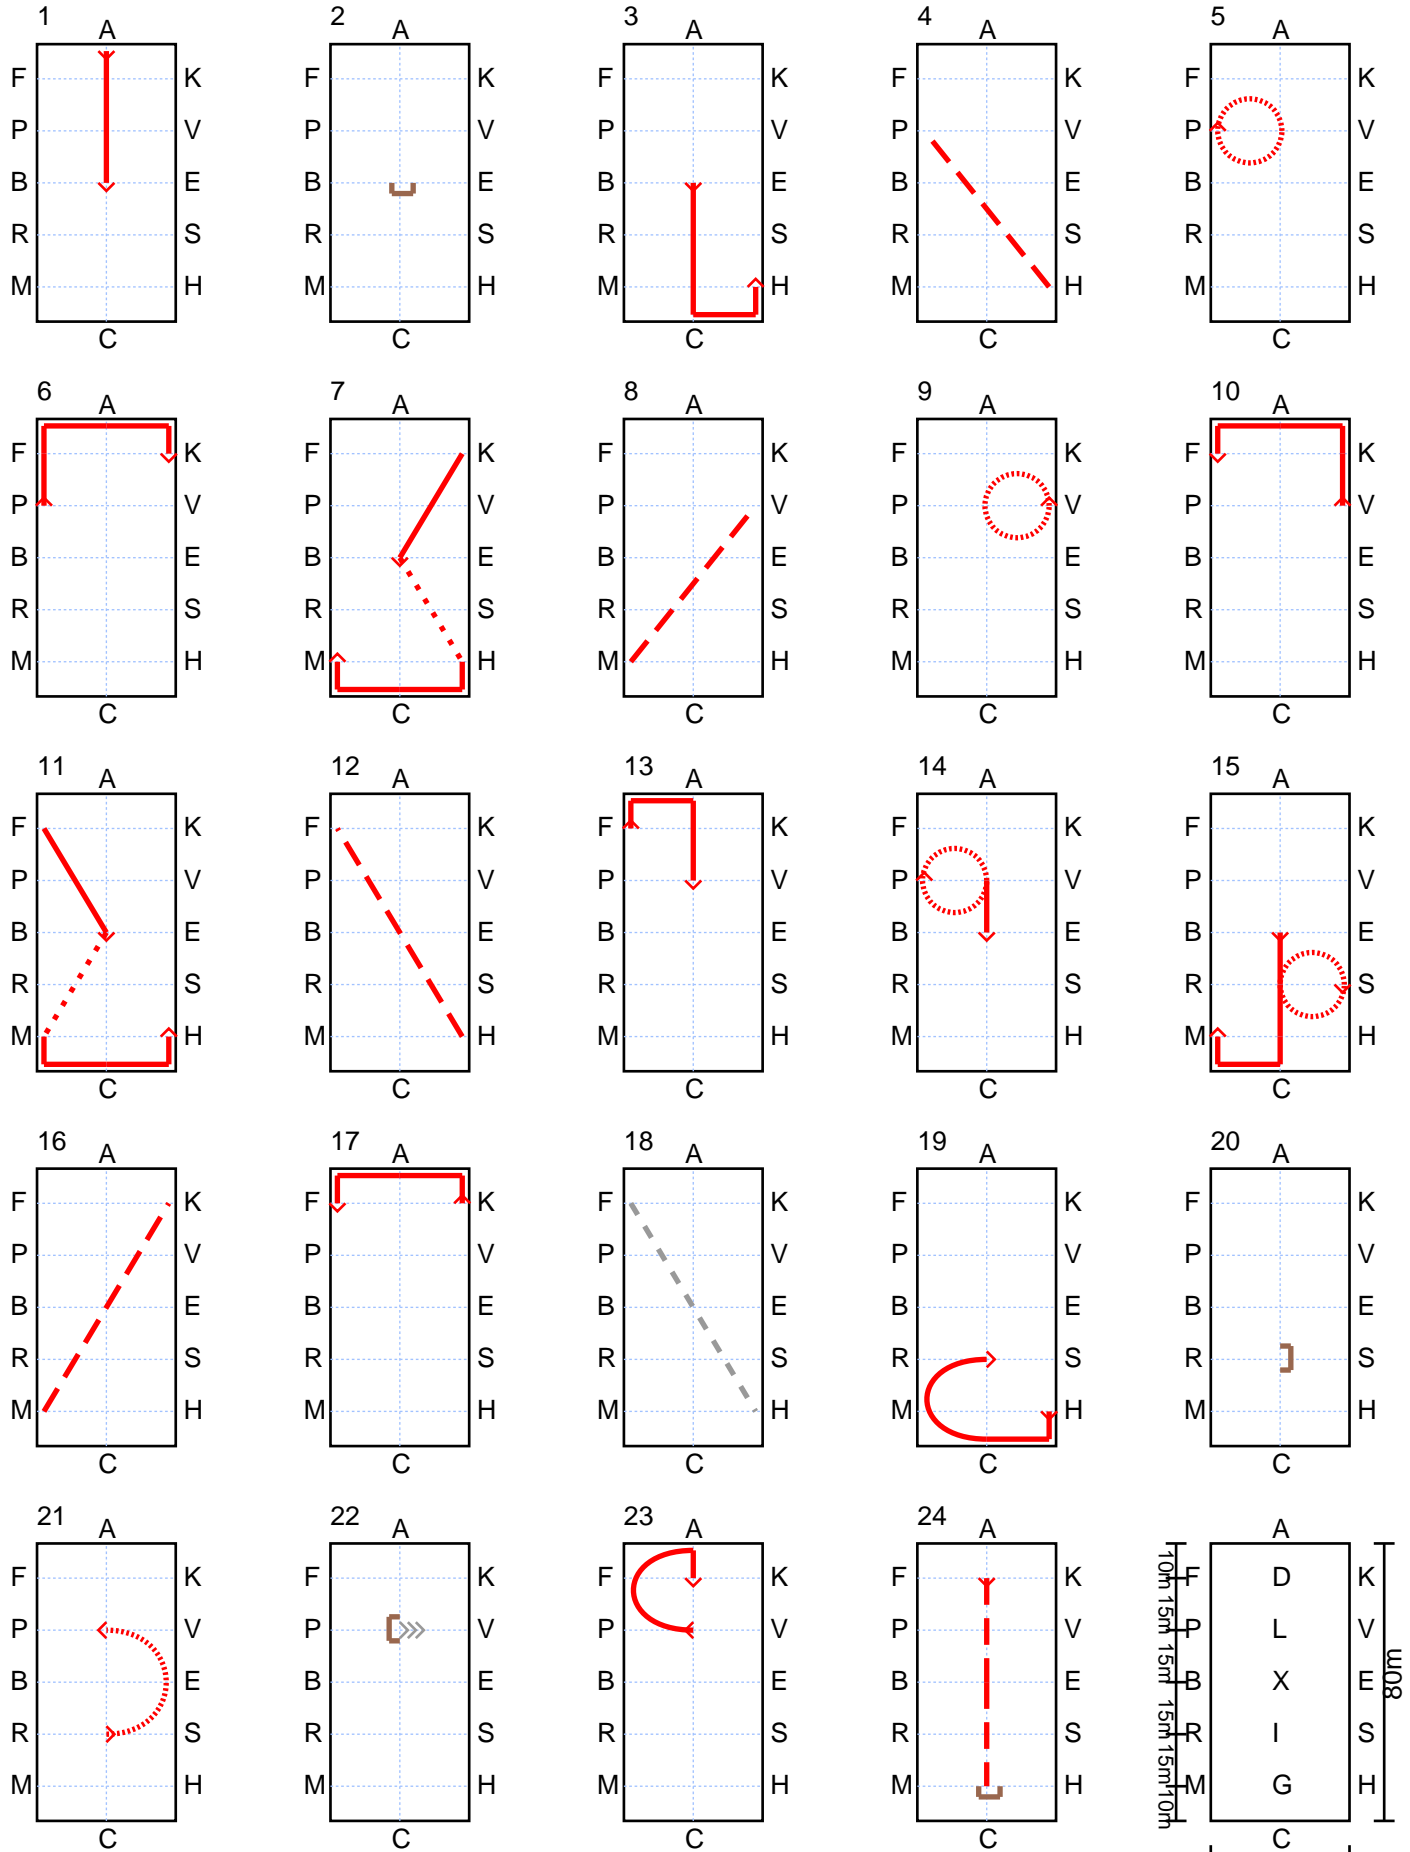 1 2 3 4 5
A A A A A
F K F K F K F K F K
P V P V P V P V P V
B E B E B E B E B E
R S R S R S R S R S
M H M H M H M H M H
C C C C C
6 7 8 9 10
A A A A A
F K F K F K F K F K
P V P V P V P V P V
B E B E B E B E B E
R S R S R S R S R S
M H M H M H M H M H
C C C C C
11 12 13 14 15
A A A A A
F K F K F K F K F K
P V P V P V P V P V
B E B E B E B E B E
R S R S R S R S R S
M H M H M H M H M H
C C C C C
16 17 18 19 20
A A A A A
F K F K F K F K F K
P V P V P V P V P V
B E B E B E B E B E
R S R S R S R S R S
M H M H M H M H M H
C C C C C
21 22 23 24
A A A A A
F K F K F K F K F D K
P V P V P V P V P L V
B E B E B E B E B X E
R S R S R S R S R I S
M H M H M H M H M G H
C C C C C
10m 15m 15m 15m 15m 10m
80m